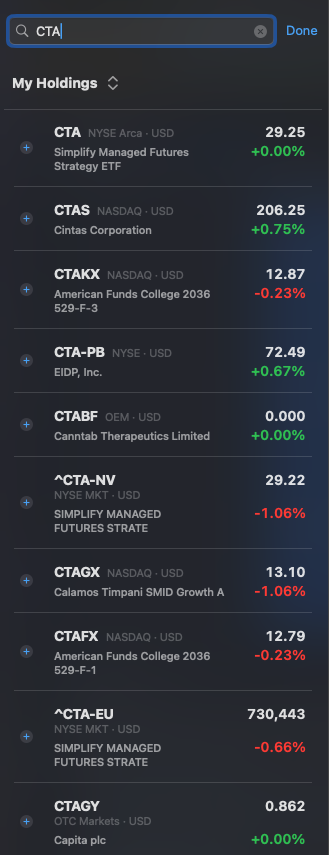 CTA
Done
My Holdings
CTA NYSE Arca · USD 29.25
Simplify Managed Futures +0.00%
Strategy ETF
CTAS NASDAQ · USD 206.25
Cintas Corporation +0.75%
CTAKX NASDAQ · USD 12.87
American Funds College 2036 -0.23%
529-F-3
CTA-PB NYSE · USD 72.49
EIDP, Inc. +0.67%
CTABF OEM · USD 0.000
Canntab Therapeutics Limited +0.00%
^CTA-NV 29.22
NYSE MKT · USD
SIMPLIFY MANAGED -1.06%
FUTURES STRATE
CTAGX NASDAQ · USD 13.10
Calamos Timpani SMID Growth A -1.06%
CTAFX NASDAQ · USD 12.79
American Funds College 2036 -0.23%
529-F-1
^CTA-EU 730,443
NYSE MKT · USD
SIMPLIFY MANAGED -0.66%
FUTURES STRATE
CTAGY 0.862
OTC Markets · USD
Capita plc +0.00%